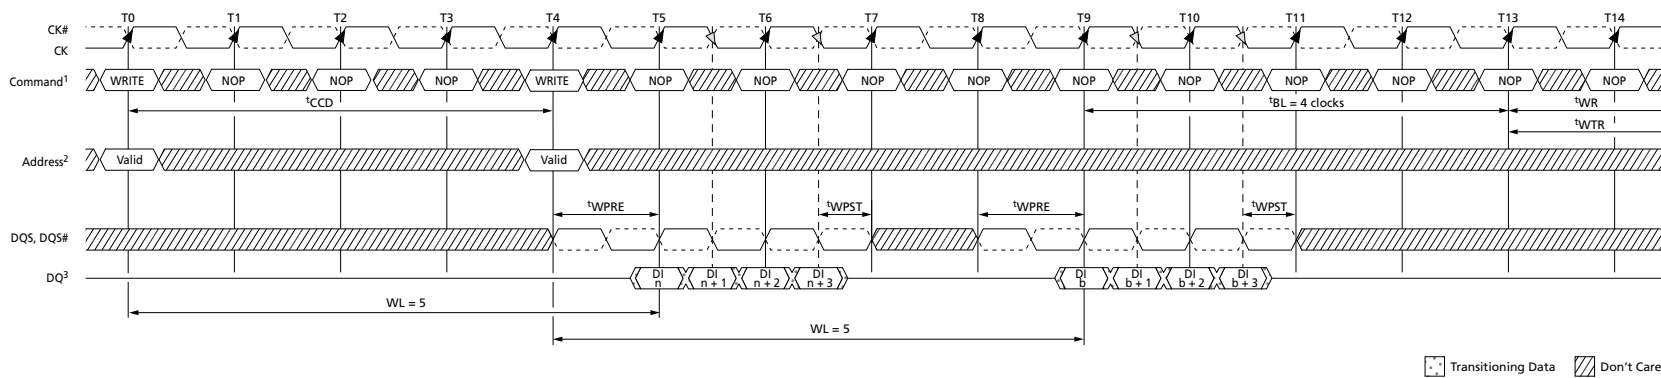 T0 T1 T2 T3 T4 T5 T6 T7 T8 T9 T10 T11 T12 T13 T14
CK#
CK
Command1 WRITE NOP NOP NOP WRITE NOP NOP NOP NOP NOP NOP NOP NOP NOP NOP
tCCD tBL = 4 clocks tWR
tWTR
Address2 Valid Valid
tWPRE tWPST tWPRE tWPST
DQS, DQS#
DQ3 DI n DI n + 1 DI n + 2 DI n + 3 DI b DI b + 1 DI b + 2 DI b + 3
WL = 5
WL = 5
Transitioning Data Don't Care